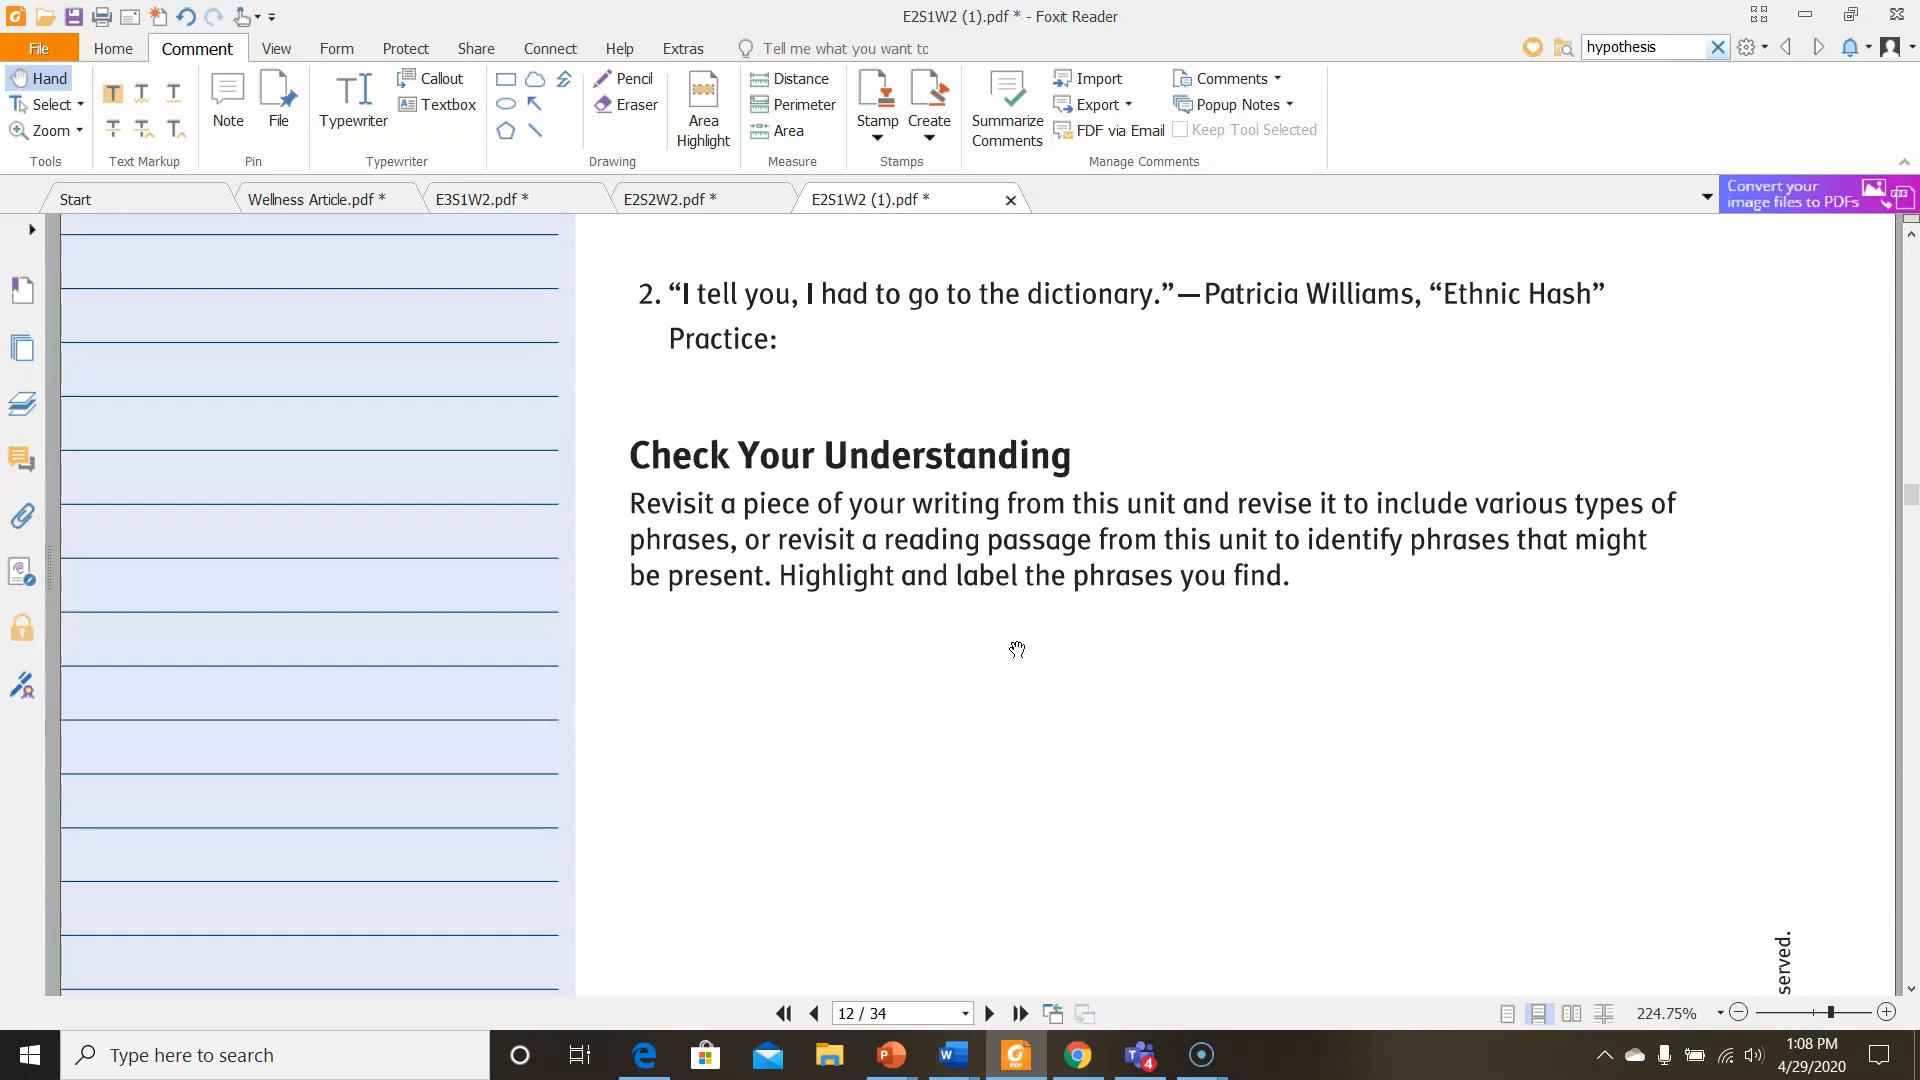 E2S1W2 (1).pdf * - Foxit Reader
File Home Comment View Form Protect Share Connect Help Extras Tell me what you want to hypothesis
Hand
Select
Zoom
Tools
Text Markup
Note
File
Pin
Typewriter
Callout
Textbox
Typewriter
Pencil
Eraser
Drawing
Area
Highlight
Distance
Perimeter
Area
Measure
Stamp
Create
Stamps
Summarize
Comments
Import
Export
FDF via Email
Comments
Popup Notes
Keep Tool Selected
Manage Comments
Start
Wellness Article.pdf *
E3S1W2.pdf *
E2S2W2.pdf *
E2S1W2 (1).pdf *
Convert your
image files to PDFs
2. “I tell you, I had to go to the dictionary.”—Patricia Williams, “Ethnic Hash”
Practice:
Check Your Understanding
Revisit a piece of your writing from this unit and revise it to include various types of
phrases, or revisit a reading passage from this unit to identify phrases that might
be present. Highlight and label the phrases you find.
served.
12 / 34
224.75%
Type here to search
4
1:08 PM
4/29/2020